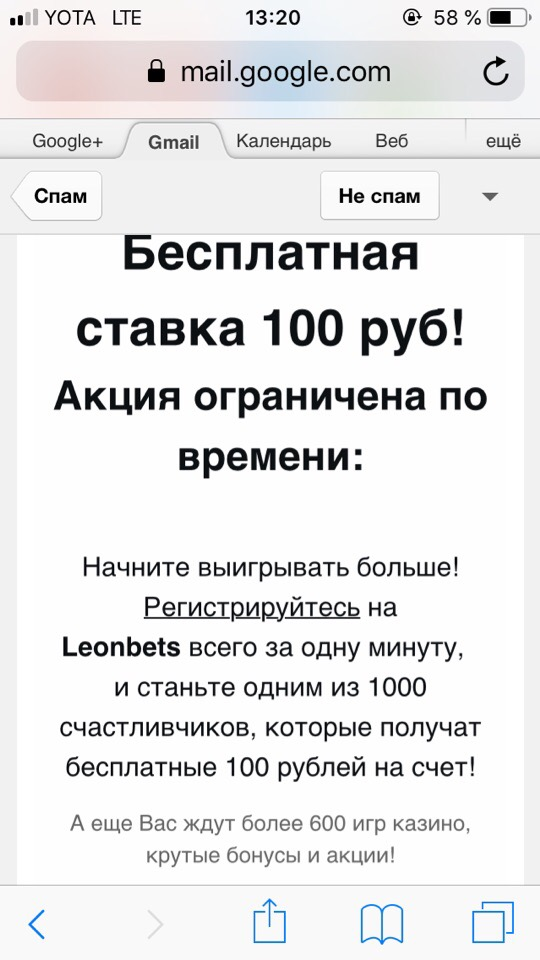 YOTA LTE 13:20 58 %
mail.google.com
Google+ Gmail Календарь Веб ещё
Спам Не спам
Бесплатная
ставка 100 руб!
Акция ограничена по
времени:
Начните выигрывать больше!
Регистрируйтесь на
Leonbets всего за одну минуту,
и станьте одним из 1000
счастливчиков, которые получат
бесплатные 100 рублей на счет!
А еще Вас ждут более 600 игр казино,
крутые бонусы и акции!